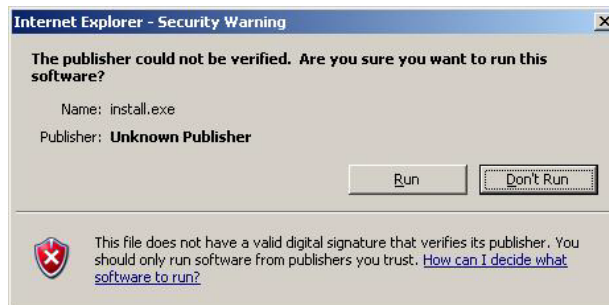 Internet Explorer - Security Warning
The publisher could not be verified.  Are you sure you want to run this
software?
Name: install.exe
Publisher: Unknown Publisher
Run
Don't Run
This file does not have a valid digital signature that verifies its publisher. You
should only run software from publishers you trust. How can I decide what
software to run?